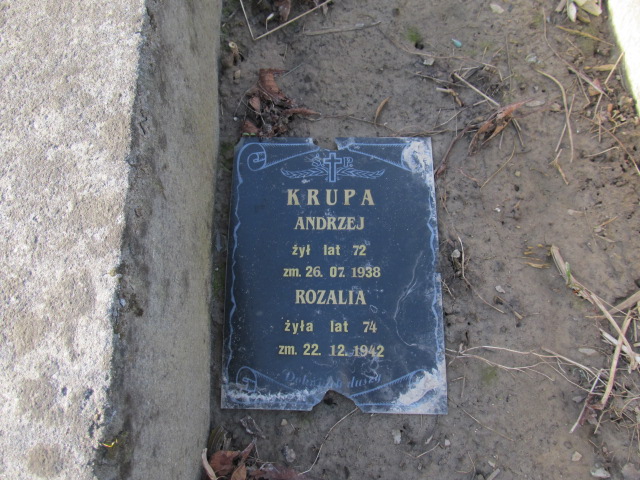 Ś P.
KRUPA
ANDRZEJ
żył lat 72
zm. 26. 07. 1938
ROZALIA
żyła lat 74
zm. 22. 12. 1942